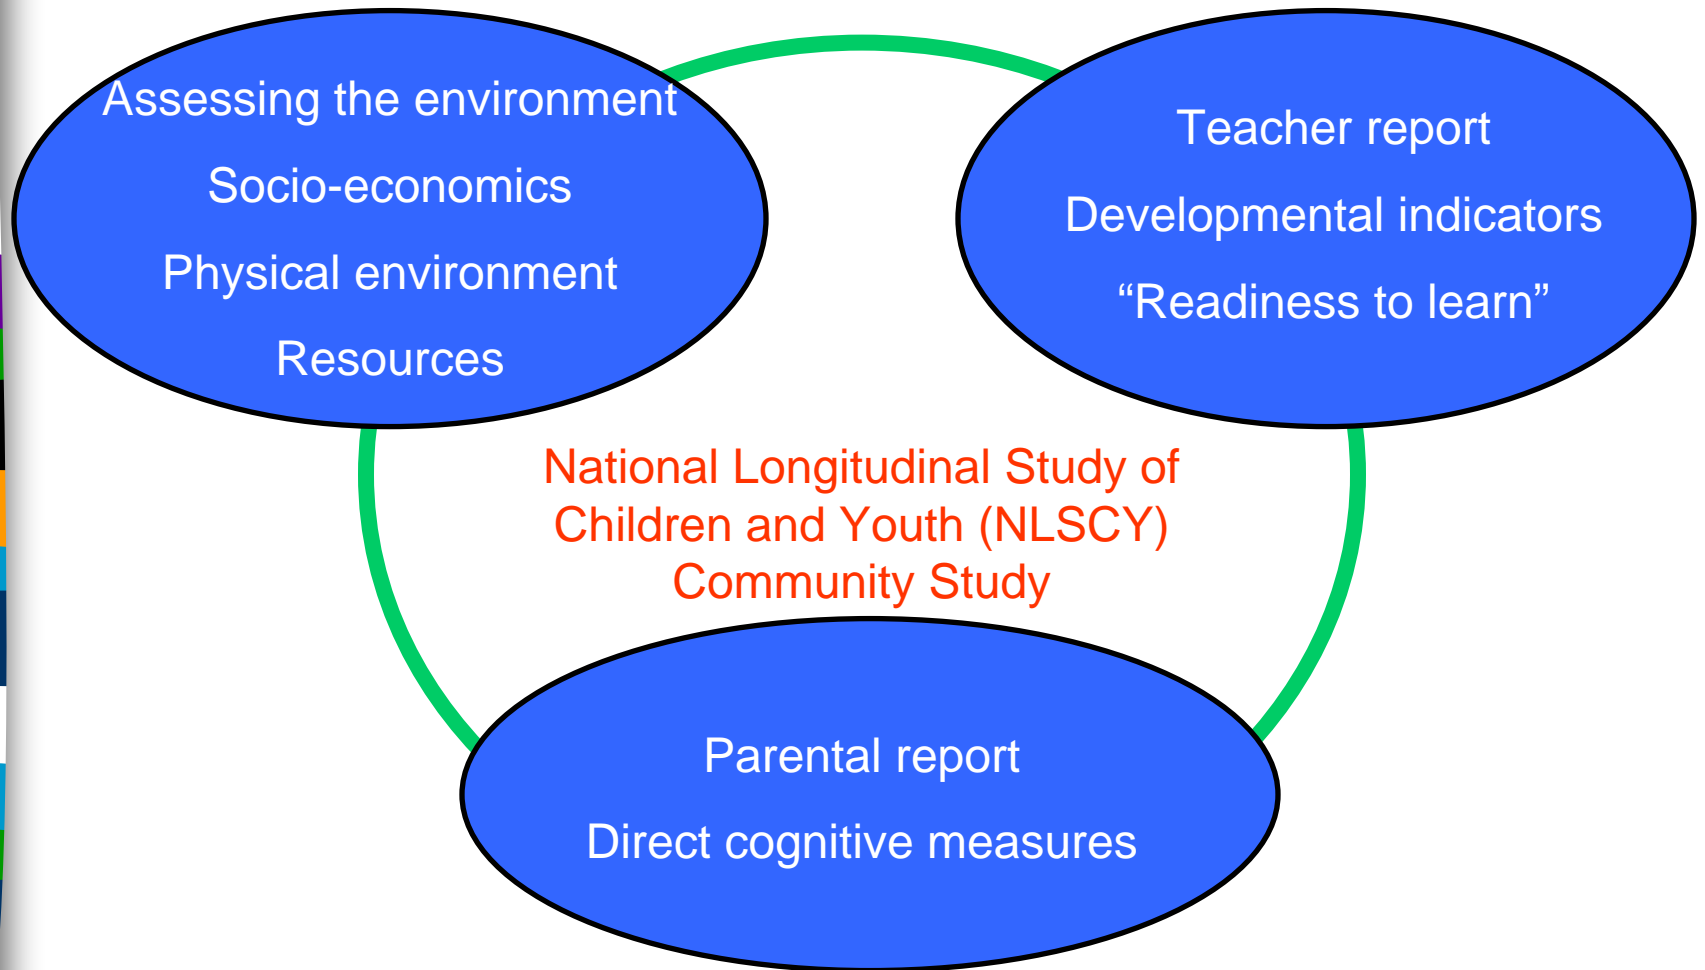 Assessing the environment
Socio-economics
Physical environment
Resources
Teacher report
Developmental indicators
“Readiness to learn”
National Longitudinal Study of
Children and Youth (NLSCY)
Community Study
Parental report
Direct cognitive measures